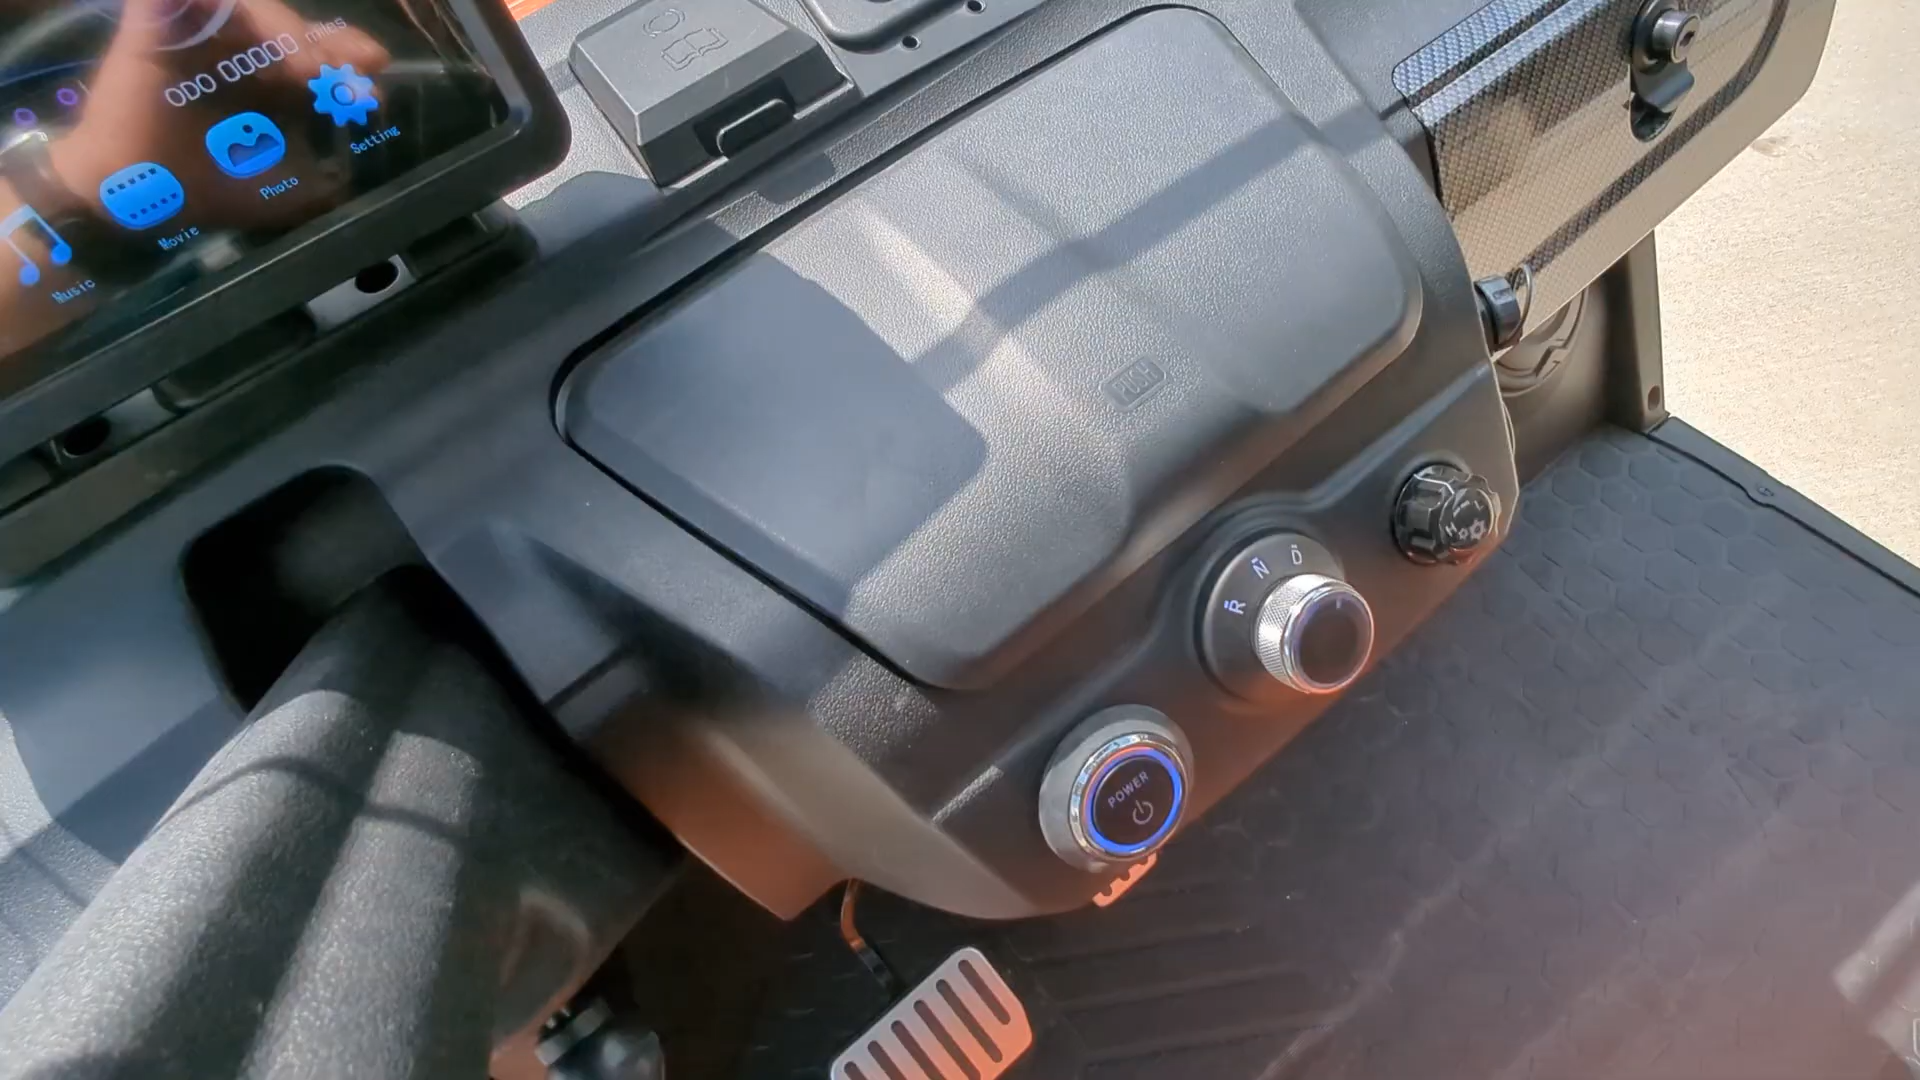 ODO 00000 miles
Setting
Photo
Movie
Music
PUSH
R N D
H L
POWER